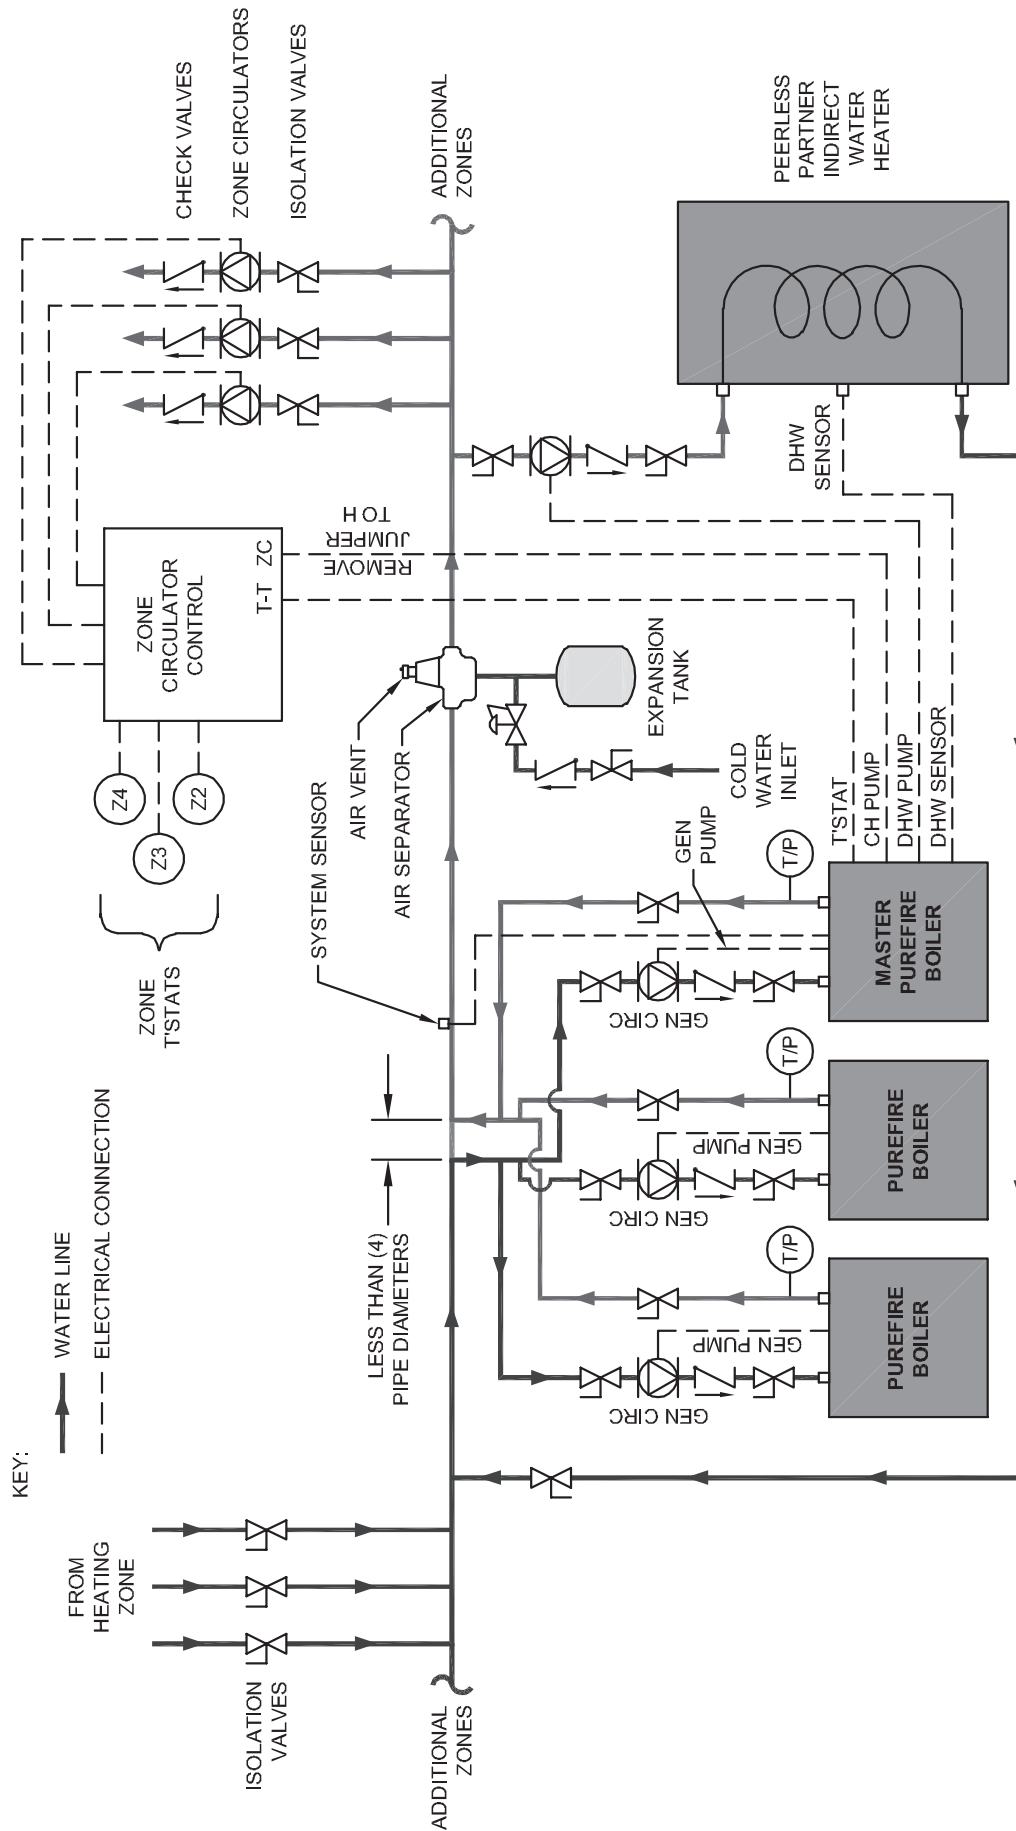 KEY:
WATER LINE
ELECTRICAL CONNECTION
FROM
HEATING
ZONE
ISOLATION
VALVES
ADDITIONAL
ZONES
LESS THAN (4)
PIPE DIAMETERS
ZONE
T'STATS
Z4
Z3
Z2
ZONE
CIRCULATOR
CONTROL
T-T
ZC
REMOVE
JUMPER
TO H
CHECK VALVES
ZONE CIRCULATORS
ISOLATION VALVES
ADDITIONAL
ZONES
SYSTEM SENSOR
AIR VENT
AIR SEPARATOR
EXPANSION
TANK
COLD
WATER
INLET
GEN
PUMP
GEN CIRC
GEN PUMP
T/P
PUREFIRE
BOILER
GEN CIRC
GEN PUMP
T/P
PUREFIRE
BOILER
GEN CIRC
T/P
MASTER
PUREFIRE
BOILER
T'STAT
CH PUMP
DHW PUMP
DHW SENSOR
DHW
SENSOR
PEERLESS
PARTNER
INDIRECT
WATER
HEATER